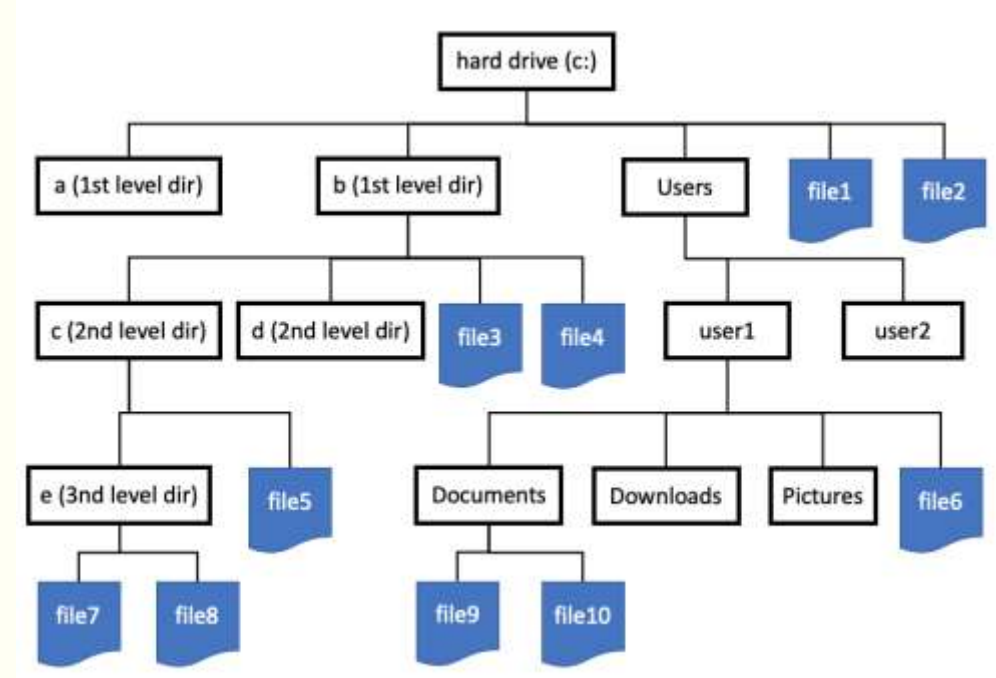 hard drive (c:)
a (1st level dir)
b (1st level dir)
Users
file1
file2
c (2nd level dir)
d (2nd level dir)
file3
file4
user1
user2
e (3nd level dir)
file5
Documents
Downloads
Pictures
file6
file7
file8
file9
file10